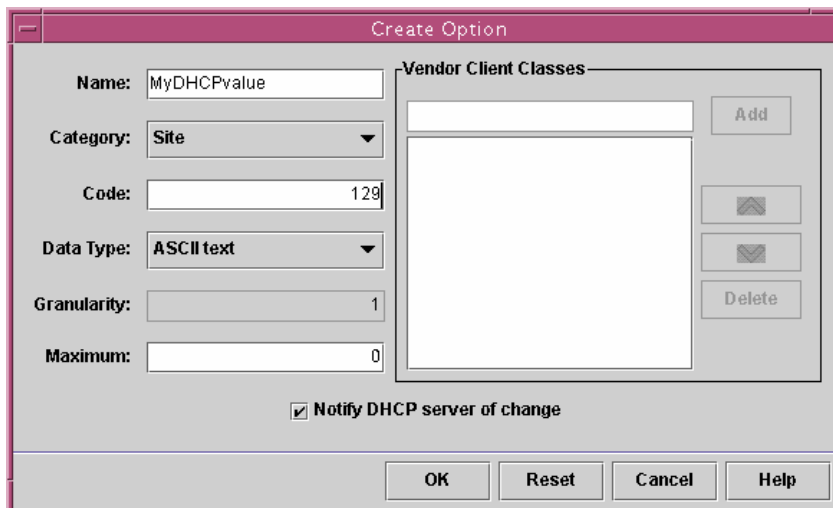 Create Option
Name: MyDHCPvalue
Category: Site
Code: 129
Data Type: ASCII text
Granularity: 1
Maximum: 0
Vendor Client Classes
Add
Delete
Notify DHCP server of change
OK Reset Cancel Help